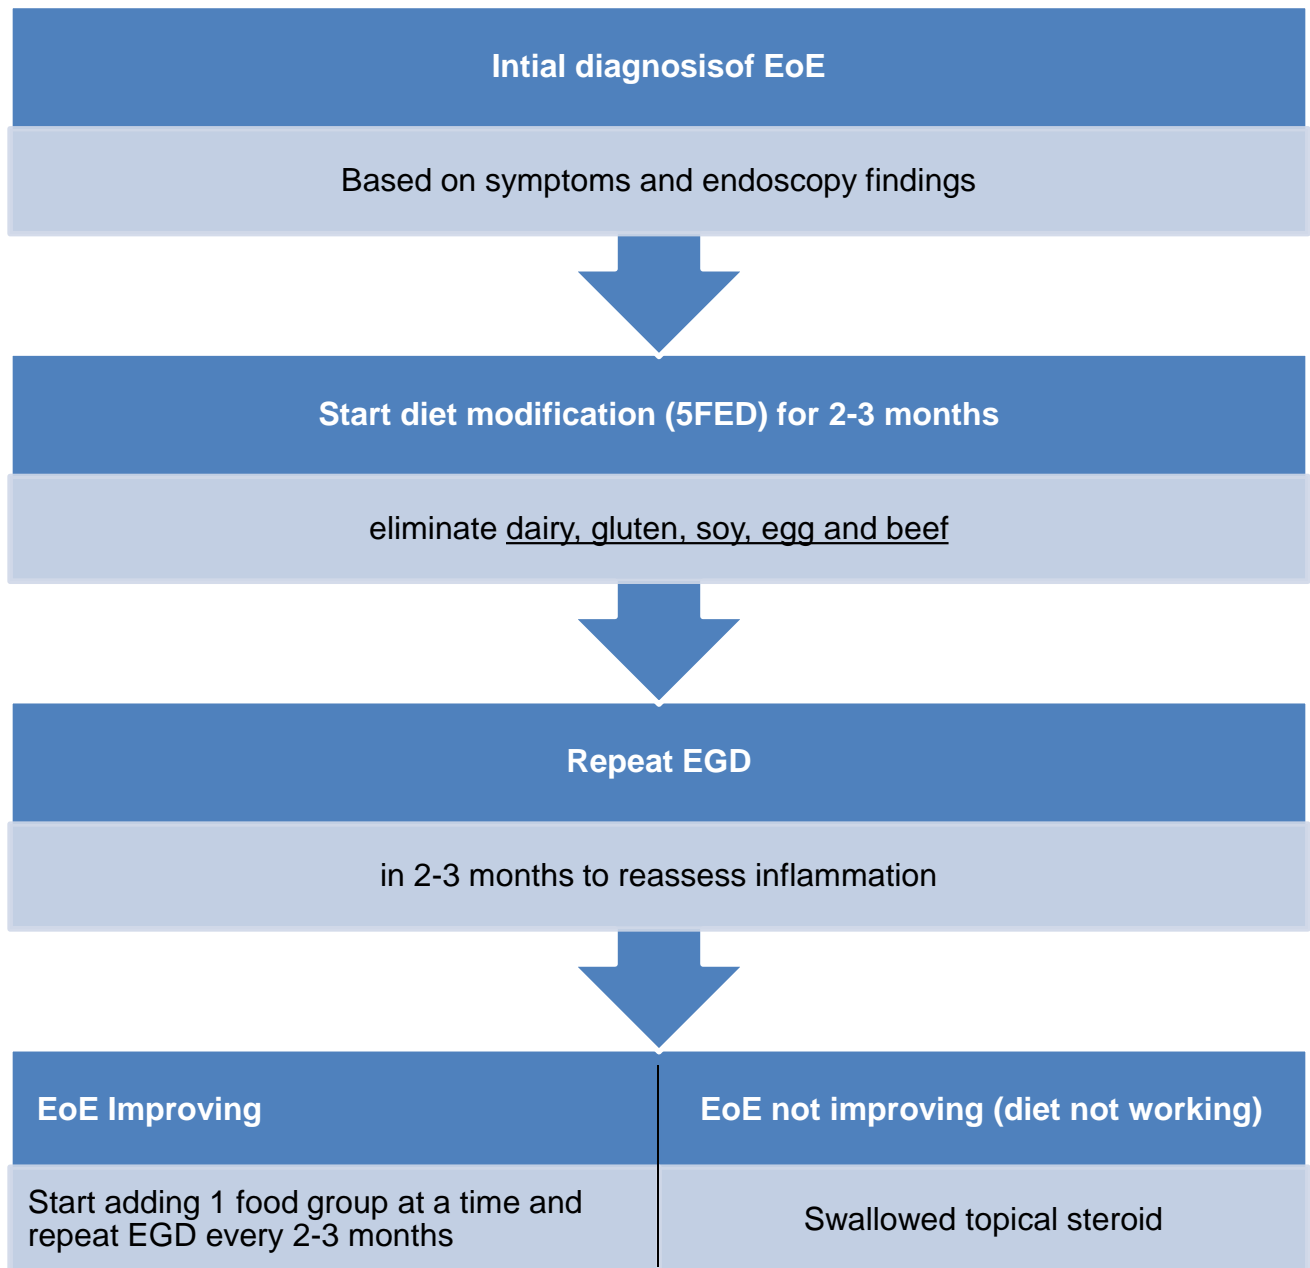 Intial diagnosisof EoE
Based on symptoms and endoscopy findings
Start diet modification (5FED) for 2-3 months
eliminate dairy, gluten, soy, egg and beef
Repeat EGD
in 2-3 months to reassess inflammation
EoE Improving
EoE not improving (diet not working)
Start adding 1 food group at a time and
repeat EGD every 2-3 months
Swallowed topical steroid